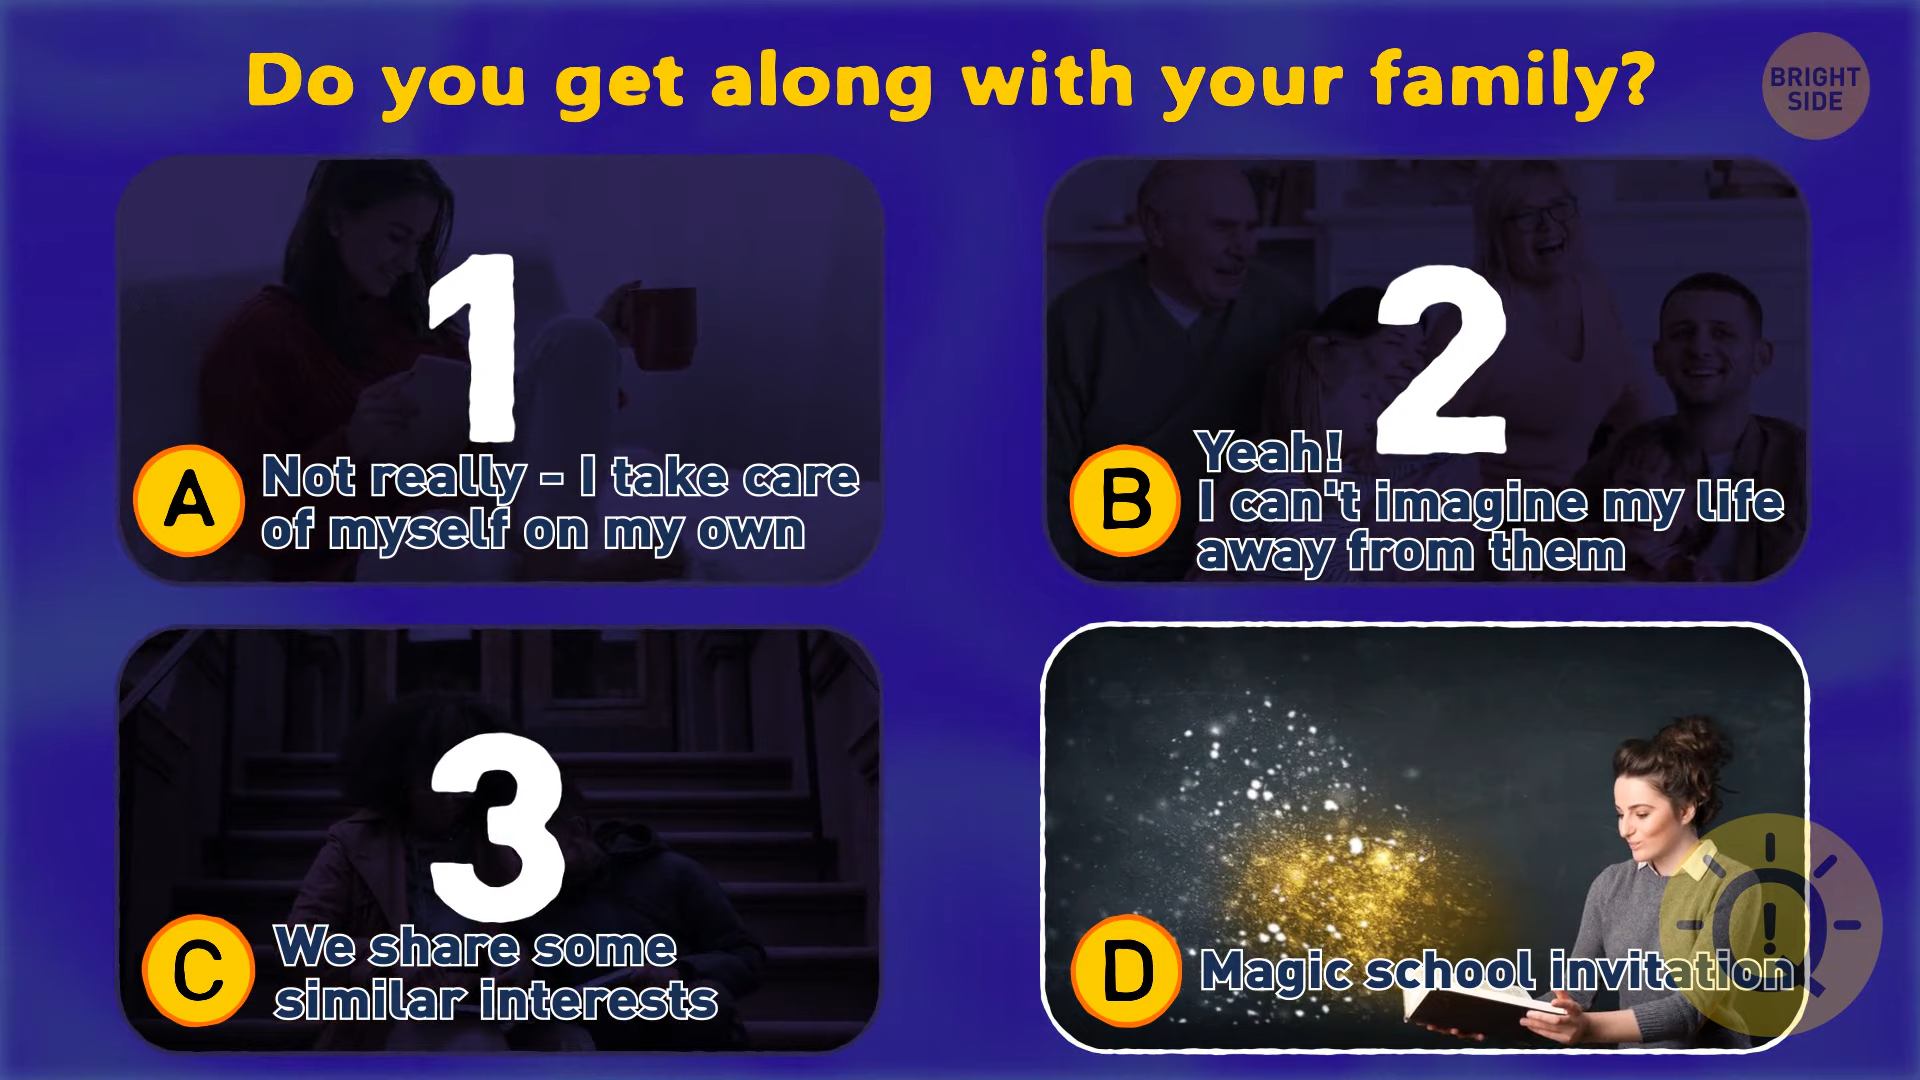 Do you get along with your family?
BRIGHT
SIDE
1
A
Not really - I take care
of myself on my own
2
B
Yeah!
I can't imagine my life
away from them
3
C
We share some
similar interests
D
Magic school invitation
!